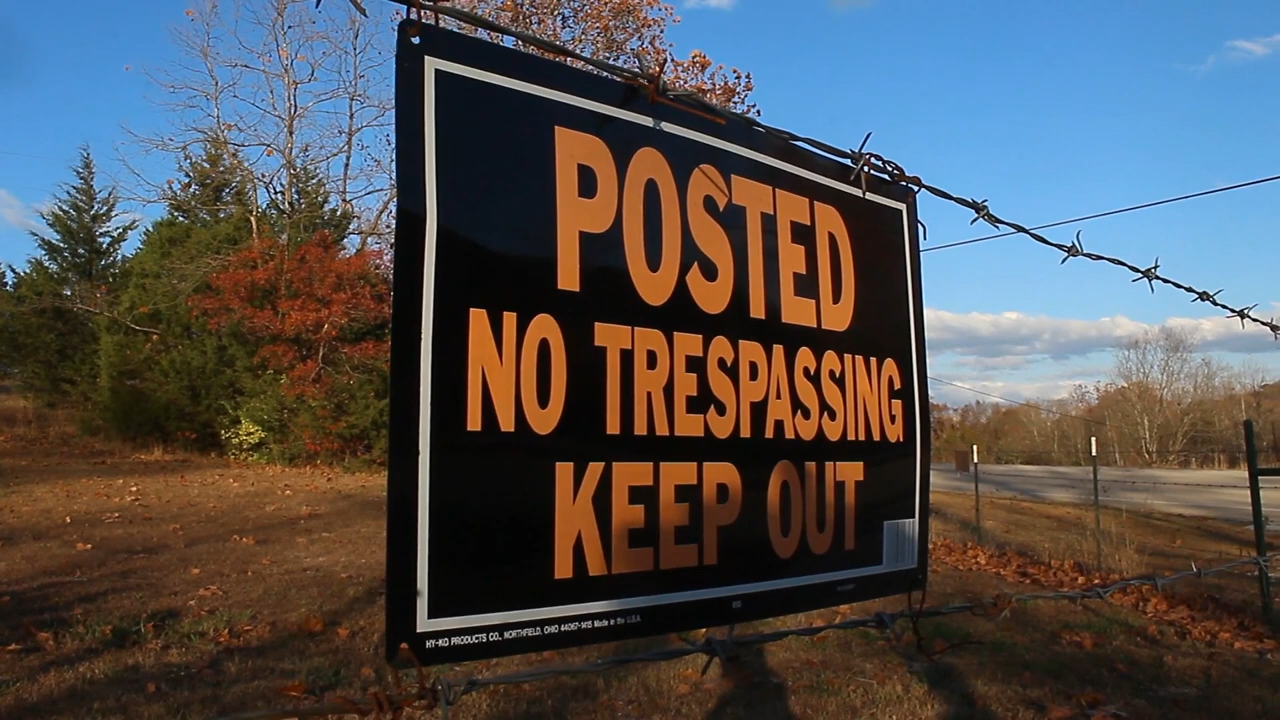 POSTED
NO TRESPASSING
KEEP OUT
HY-KO PRODUCTS CO., NORTHFIELD, OHIO 44067-1415 Made in the U.S.A.